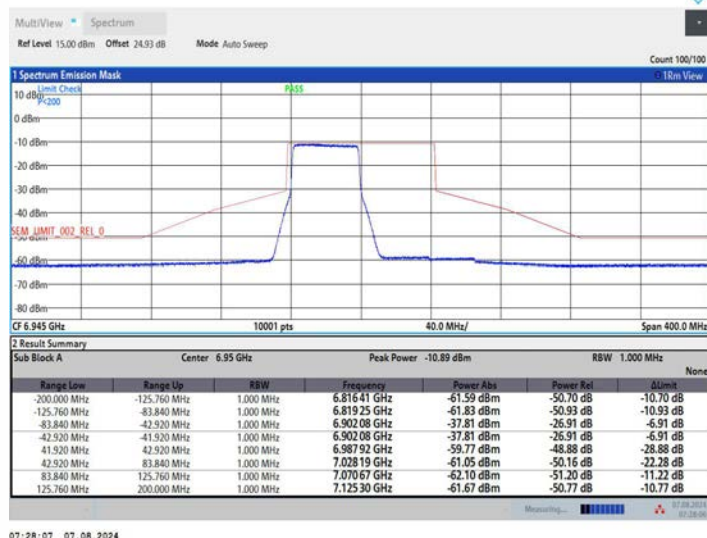 MultiView Spectrum
Ref Level 15.00 dBm Offset 24.93 dB Mode Auto Sweep
Count 100/100
1 Spectrum Emission Mask 1Rm View
Limit Check PASS
10 dBm
P<200
0 dBm
-10 dBm
-20 dBm
-30 dBm
-40 dBm
SEM_LIMIT_002_REL_0
-50 dBm
-60 dBm
-70 dBm
-80 dBm
CF 6.945 GHz 10001 pts 40.0 MHz/ Span 400.0 MHz
2 Result Summary
Sub Block A Center 6.95 GHz Peak Power -10.89 dBm RBW 1.000 MHz
None
Range Low Range Up RBW Frequency Power Abs Power Rel ΔLimit
-200.000 MHz -125.760 MHz 1.000 MHz 6.81641 GHz -61.59 dBm -50.70 dB -10.70 dB
-125.760 MHz -83.840 MHz 1.000 MHz 6.81925 GHz -61.83 dBm -50.93 dB -10.93 dB
-83.840 MHz -42.920 MHz 1.000 MHz 6.90208 GHz -37.81 dBm -26.91 dB -6.91 dB
-42.920 MHz -41.920 MHz 1.000 MHz 6.90208 GHz -37.81 dBm -26.91 dB -6.91 dB
41.920 MHz 42.920 MHz 1.000 MHz 6.98792 GHz -59.77 dBm -48.88 dB -28.88 dB
42.920 MHz 83.840 MHz 1.000 MHz 7.02819 GHz -61.05 dBm -50.16 dB -22.28 dB
83.840 MHz 125.760 MHz 1.000 MHz 7.07067 GHz -62.10 dBm -51.20 dB -11.22 dB
125.760 MHz 200.000 MHz 1.000 MHz 7.12530 GHz -61.67 dBm -50.77 dB -10.77 dB
Measuring... 07.08.2024
07:28:06
07:28:07 07.08.2024